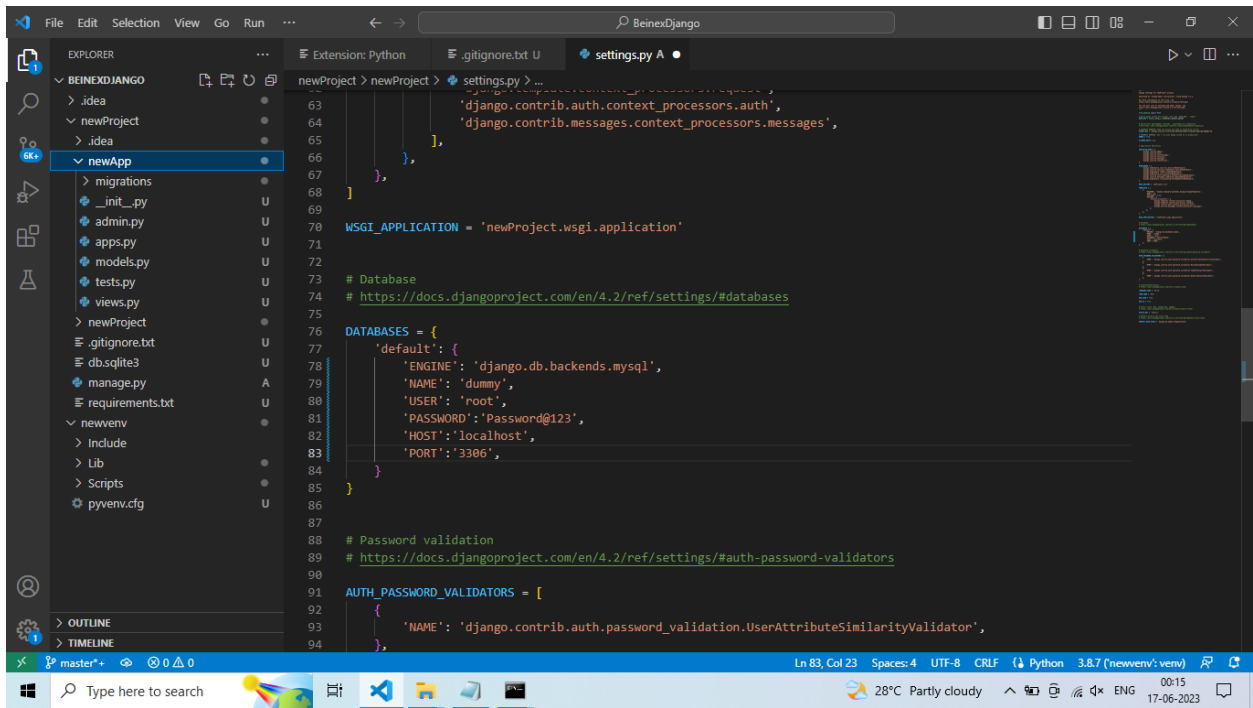 File Edit Selection View Go Run ··· BeinexDjango
EXPLORER ···
BEINEXDJANGO
.idea
newProject
.idea
newApp
migrations
__init__.py U
admin.py U
apps.py U
models.py U
tests.py U
views.py U
newProject
.gitignore.txt U
db.sqlite3 U
manage.py A
requirements.txt U
newvenv
Include
Lib
Scripts
pyvenv.cfg U
OUTLINE
TIMELINE
1
6K+
1
Extension: Python .gitignore.txt U settings.py A ●
newProject > newProject > settings.py > ...
63 'django.contrib.auth.context_processors.auth',
64 'django.contrib.messages.context_processors.messages',
65 ],
66 },
67 },
68 ]
69
70 WSGI_APPLICATION = 'newProject.wsgi.application'
71
72
73 # Database
74 # https://docs.djangoproject.com/en/4.2/ref/settings/#databases
75
76 DATABASES = {
77 'default': {
78 'ENGINE': 'django.db.backends.mysql',
79 'NAME': 'dummy',
80 'USER': 'root',
81 'PASSWORD':'Password@123',
82 'HOST':'localhost',
83 'PORT':'3306',
84 }
85 }
86
87
88 # Password validation
89 # https://docs.djangoproject.com/en/4.2/ref/settings/#auth-password-validators
90
91 AUTH_PASSWORD_VALIDATORS = [
92 {
93 'NAME': 'django.contrib.auth.password_validation.UserAttributeSimilarityValidator',
94 },
master*+ 0 0 Ln 83, Col 23 Spaces: 4 UTF-8 CRLF Python 3.8.7 ('newvenv': venv)
Type here to search 28°C Partly cloudy ENG 00:15
17-06-2023